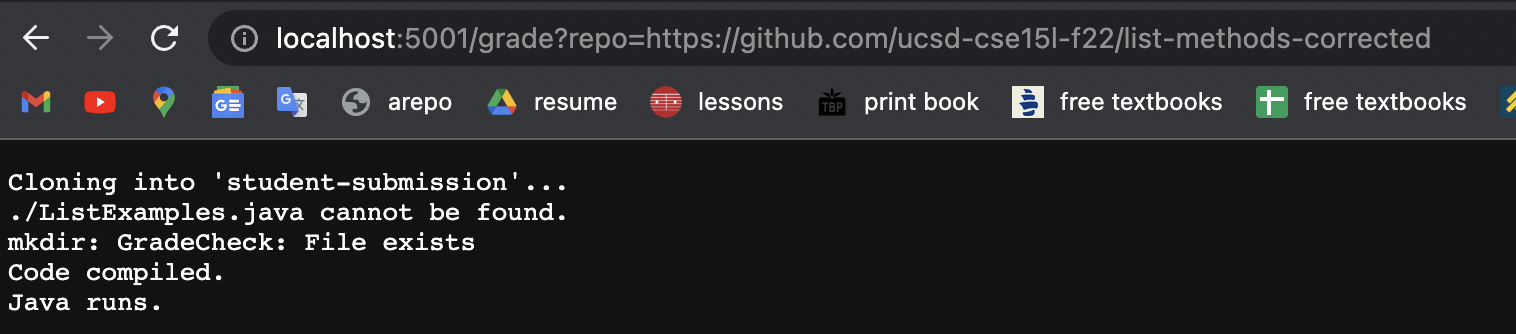 localhost:5001/grade?repo=https://github.com/ucsd-cse15l-f22/list-methods-corrected
arepo resume lessons TBP print book free textbooks free textbooks
Cloning into 'student-submission'...
./ListExamples.java cannot be found.
mkdir: GradeCheck: File exists
Code compiled.
Java runs.